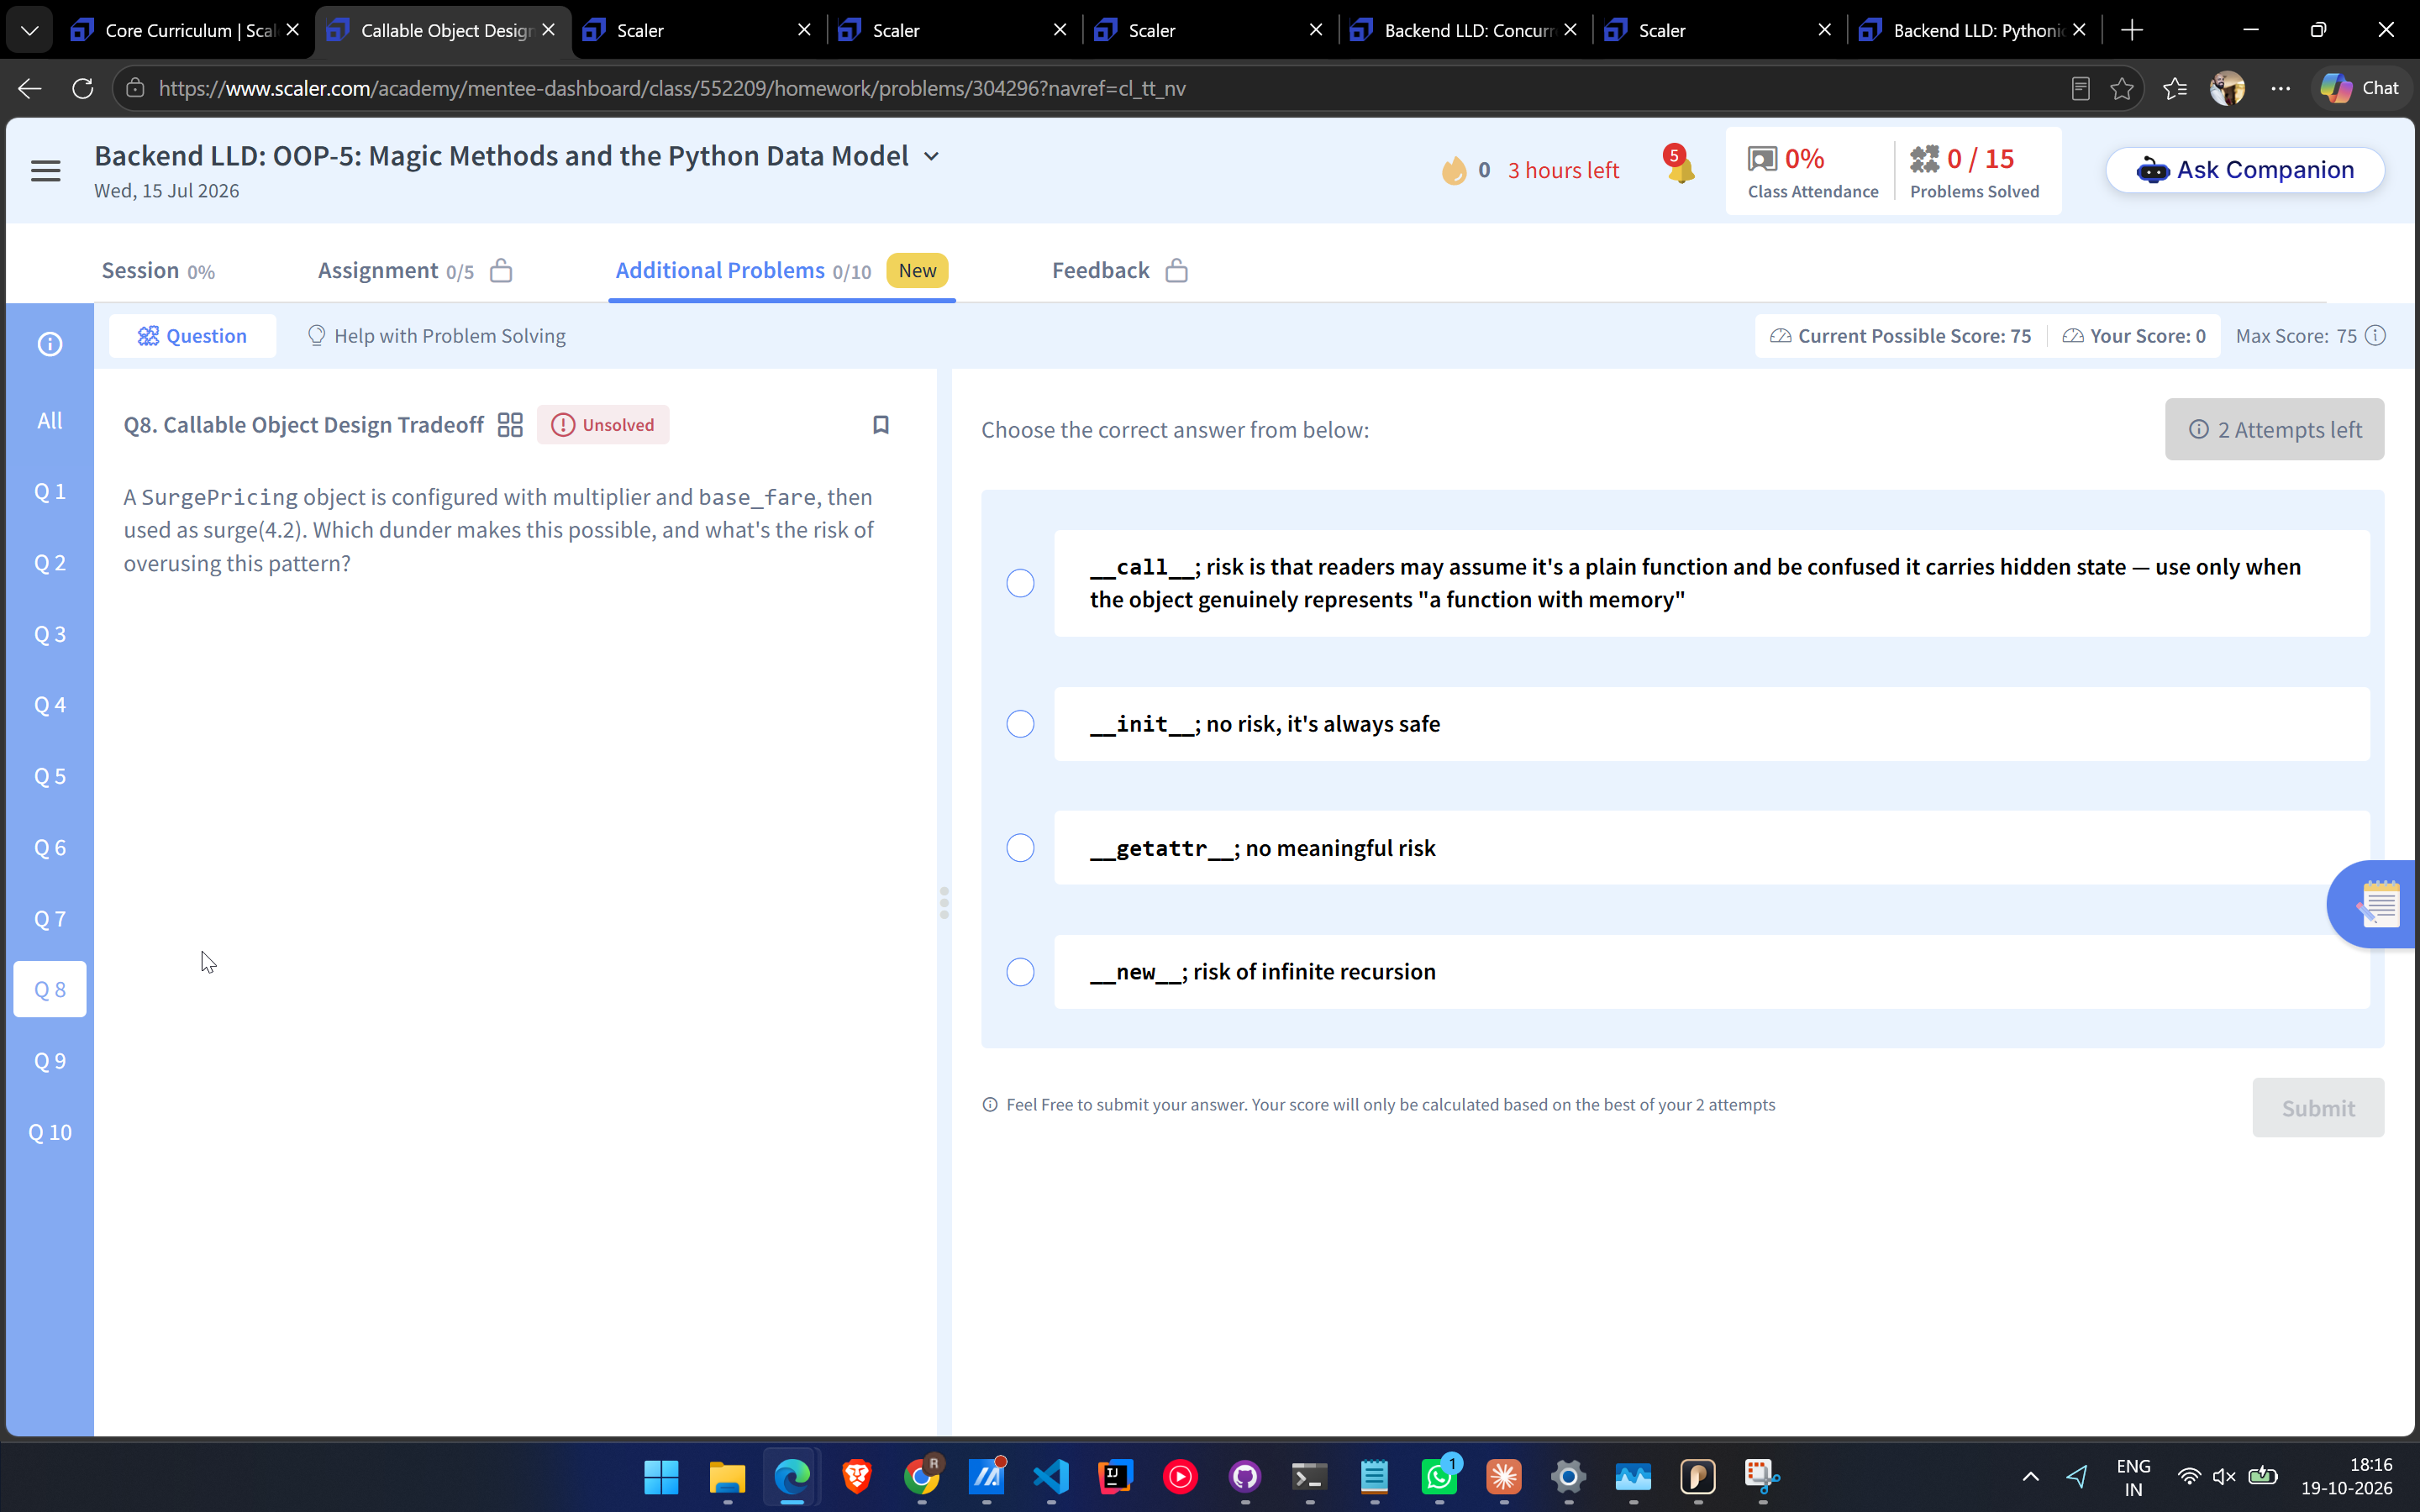 Core Curriculum | Scal
Callable Object Design
Scaler
Scaler
Scaler
Backend LLD: Concurr
Scaler
Backend LLD: Pythonic
https://www.scaler.com/academy/mentee-dashboard/class/552209/homework/problems/304296?navref=cl_tt_nv
Chat
Backend LLD: OOP-5: Magic Methods and the Python Data Model
Wed, 15 Jul 2026
0 3 hours left
5
0%
Class Attendance
0 / 15
Problems Solved
Ask Companion
Session 0%
Assignment 0/5
Additional Problems 0/10 New
Feedback
Question
Help with Problem Solving
Current Possible Score: 75
Your Score: 0
Max Score: 75
All
Q 1
Q 2
Q 3
Q 4
Q 5
Q 6
Q 7
Q 8
Q 9
Q 10
Q8. Callable Object Design Tradeoff
Unsolved
A SurgePricing object is configured with multiplier and base_fare, then
used as surge(4.2). Which dunder makes this possible, and what's the risk of
overusing this pattern?
Choose the correct answer from below:
2 Attempts left
__call__; risk is that readers may assume it's a plain function and be confused it carries hidden state — use only when
the object genuinely represents "a function with memory"
__init__; no risk, it's always safe
__getattr__; no meaningful risk
__new__; risk of infinite recursion
Feel Free to submit your answer. Your score will only be calculated based on the best of your 2 attempts
Submit
R
IJ
1
ENG
IN
18:16
19-10-2026